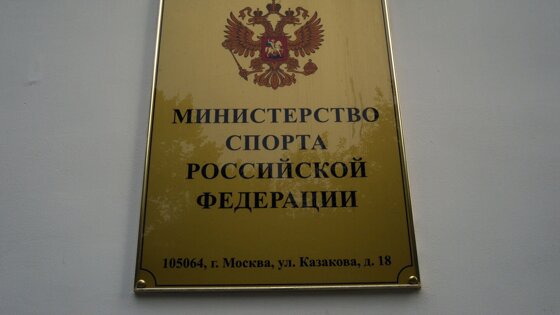 МИНИСТЕРСТВО
СПОРТА
РОССИЙСКОЙ
ФЕДЕРАЦИИ
105064, г. Москва, ул. Казакова, д. 18